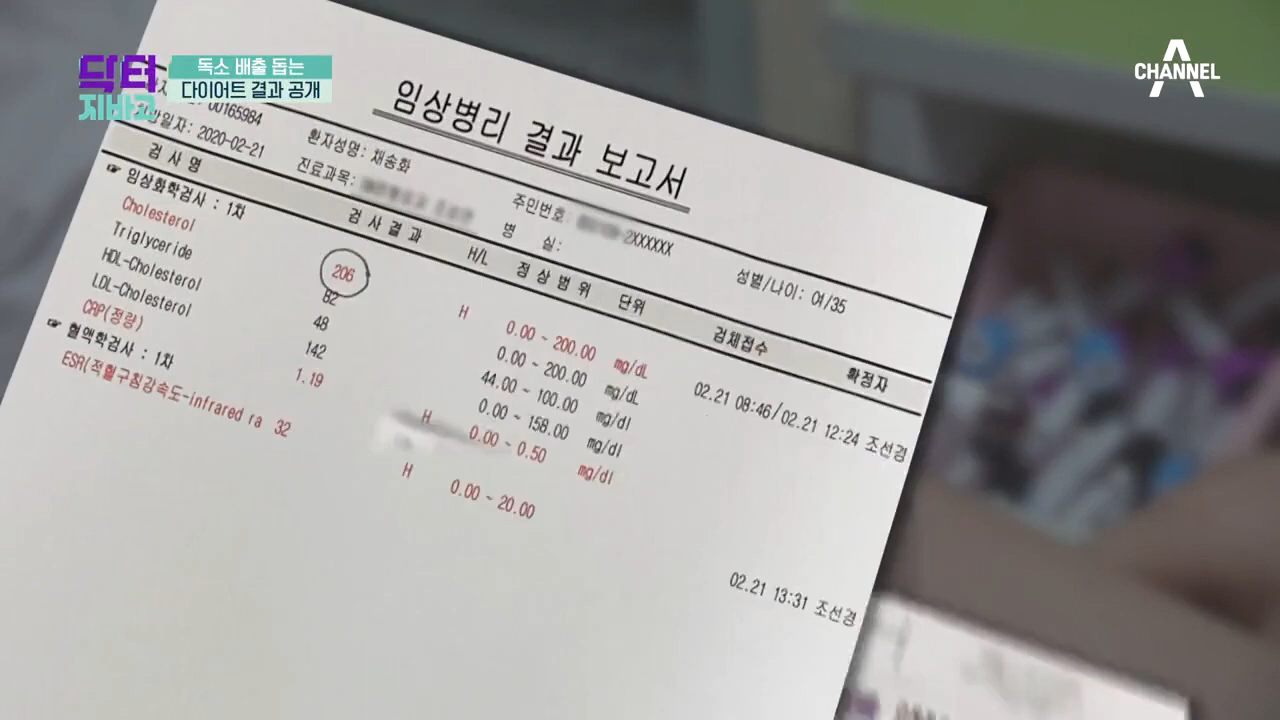 닥터
지바고
독소 배출 돕는
다이어트 결과 공개
CHANNEL A
임상병리 결과 보고서
00165984
환자성명: 채송화
주민번호: 2XXXXXX
성별/나이: 여/35
일자: 2020-02-21
진료과목:
병 실:
검 사 명 검 사 결 과 H/L 정 상 범 위 단위 검체접수 확정자
☞ 임상화학검사 : 1차 02.21 08:46/02.21 12:24 조선경
Cholesterol 206 H 0.00 ~ 200.00 mg/dL
Triglyceride 82 0.00 ~ 200.00 mg/dL
HDL-Cholesterol 48 44.00 ~ 100.00 mg/dl
LDL-Cholesterol 142 0.00 ~ 158.00 mg/dl
CRP(정량) 1.19 H 0.00 ~ 0.50 mg/dl
☞ 혈액학검사 : 1차 02.21 13:31 조선경
ESR(적혈구침강속도-infrared ra 32 H 0.00 ~ 20.00